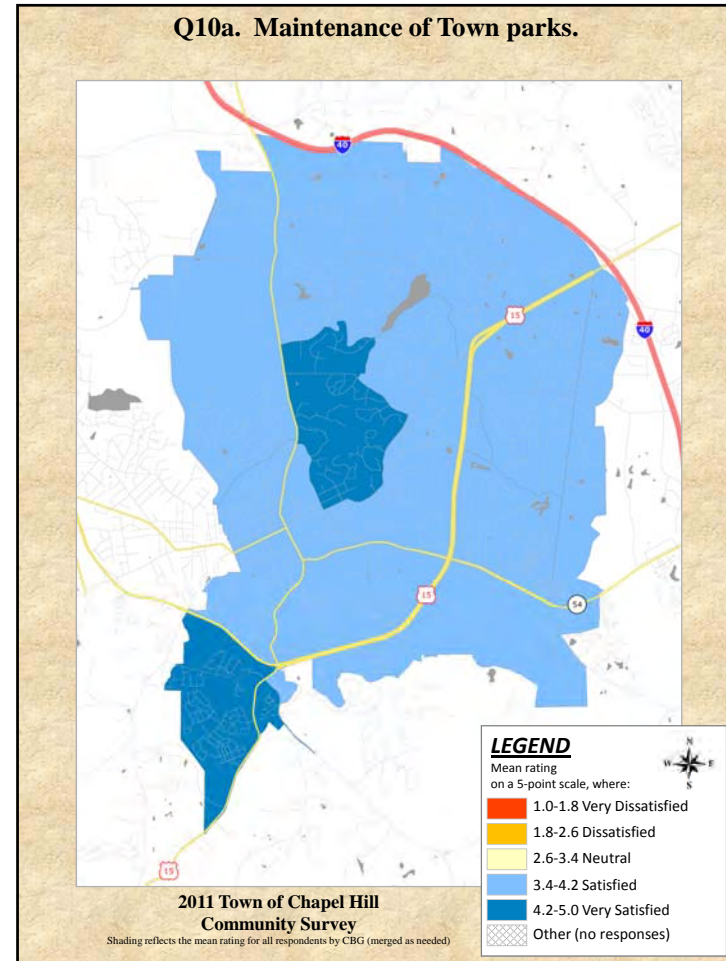 Q10a. Maintenance of Town parks.
40
15
40
15
54
15
LEGEND
Mean rating
on a 5-point scale, where:
N
W E
S
1.0-1.8 Very Dissatisfied
1.8-2.6 Dissatisfied
2.6-3.4 Neutral
3.4-4.2 Satisfied
4.2-5.0 Very Satisfied
Other (no responses)
2011 Town of Chapel Hill
Community Survey
Shading reflects the mean rating for all respondents by CBG (merged as needed)